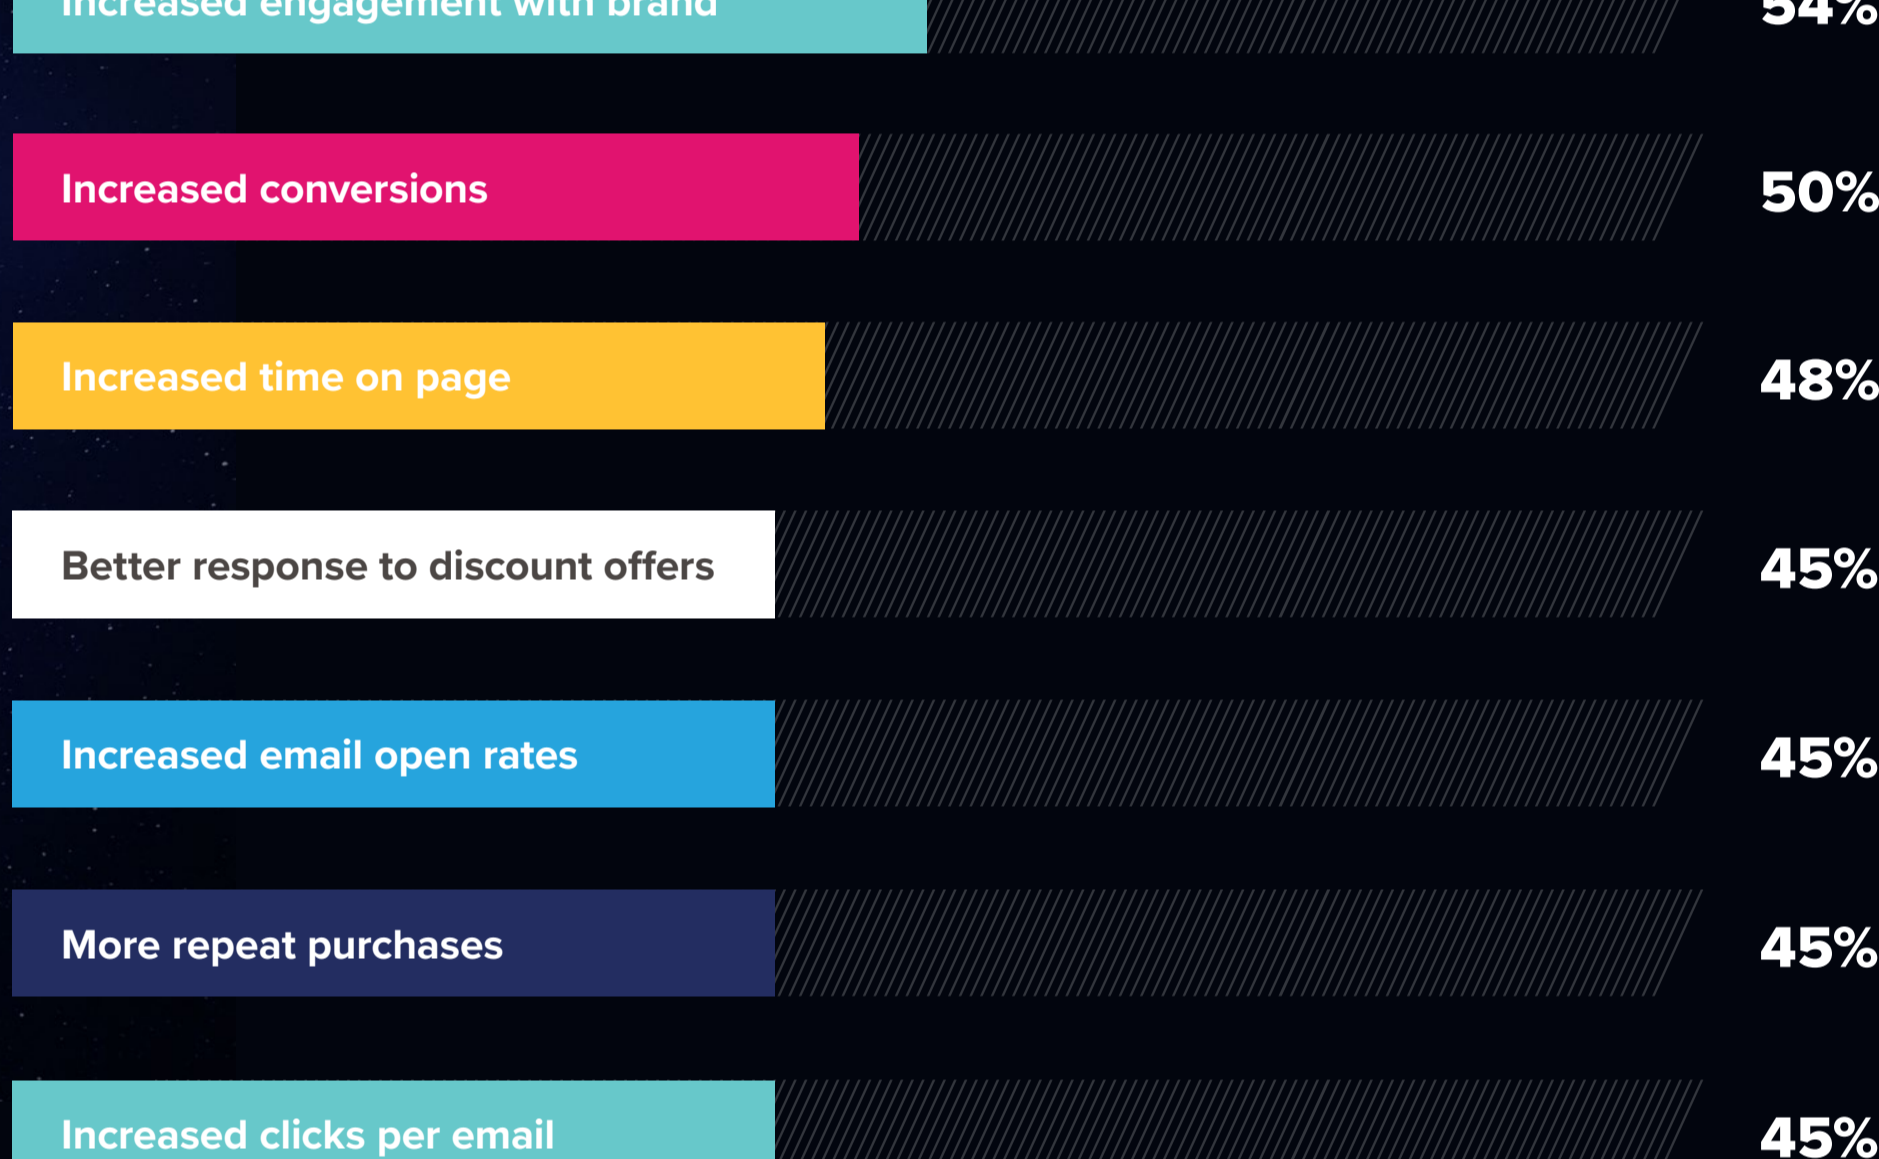 Increased engagement with brand
54%
Increased conversions
50%
Increased time on page
48%
Better response to discount offers
45%
Increased email open rates
45%
More repeat purchases
45%
Increased clicks per email
45%